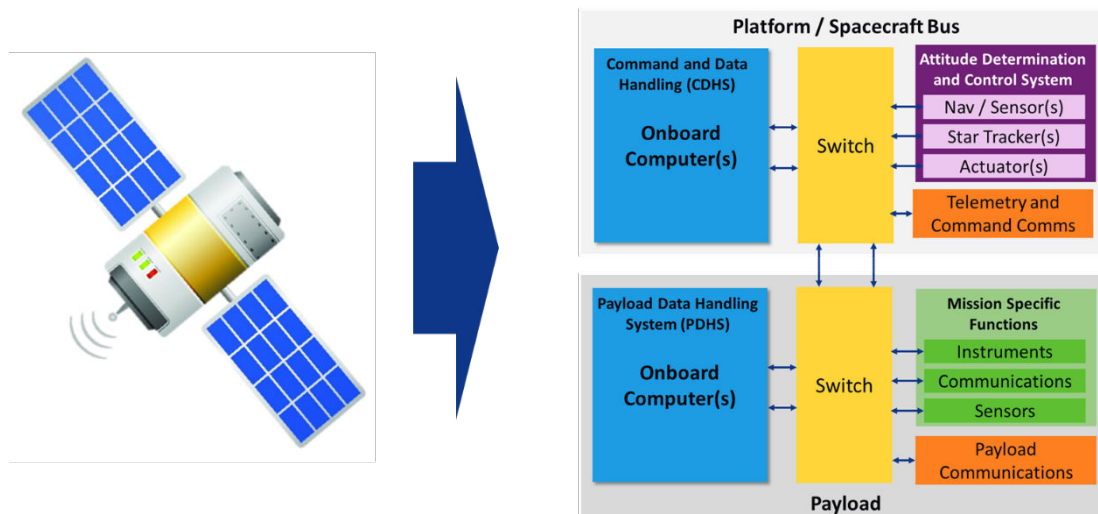 Platform / Spacecraft Bus
Command and Data
Handling (CDHS)
Onboard
Computer(s)
Switch
Attitude Determination
and Control System
Nav / Sensor(s)
Star Tracker(s)
Actuator(s)
Telemetry and
Command Comms
Payload Data Handling
System (PDHS)
Onboard
Computer(s)
Switch
Mission Specific
Functions
Instruments
Communications
Sensors
Payload
Communications
Payload